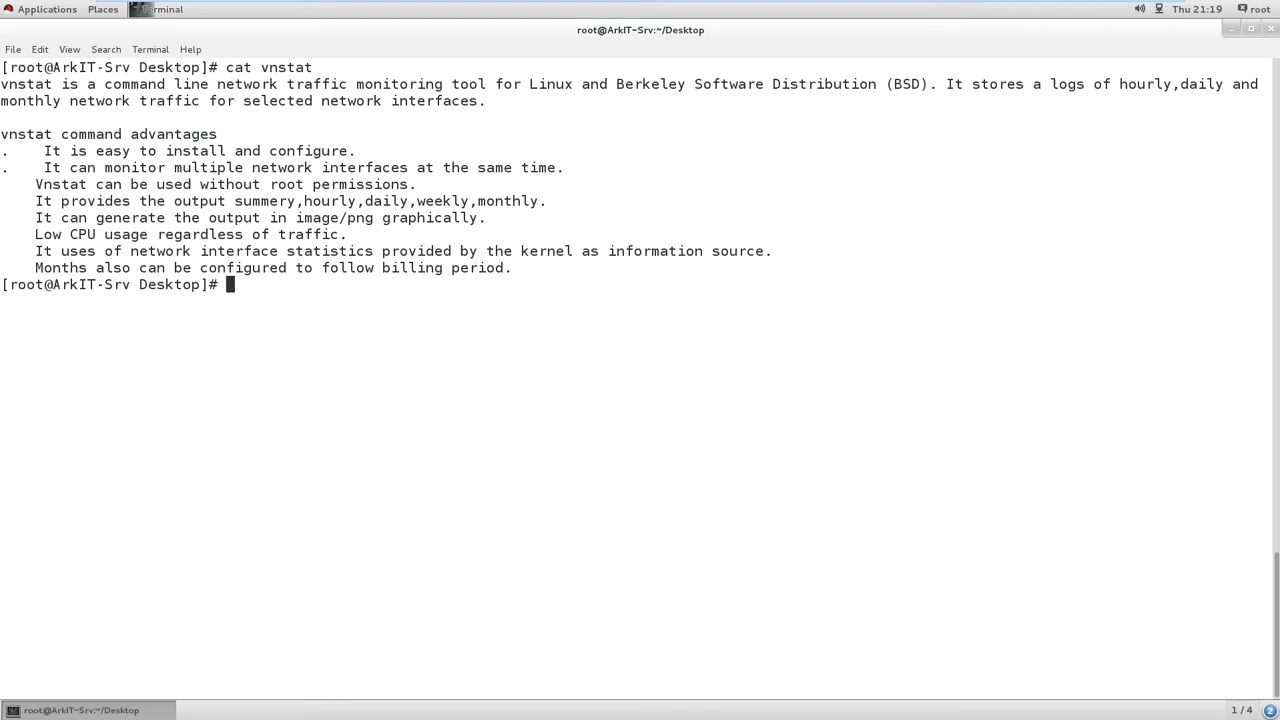 Applications Places Terminal Thu 21:19 root
root@ArkIT-Srv:~/Desktop
File Edit View Search Terminal Help
[root@ArkIT-Srv Desktop]# cat vnstat
vnstat is a command line network traffic monitoring tool for Linux and Berkeley Software Distribution (BSD). It stores a logs of hourly,daily and
monthly network traffic for selected network interfaces.
vnstat command advantages
.    It is easy to install and configure.
.    It can monitor multiple network interfaces at the same time.
Vnstat can be used without root permissions.
It provides the output summery,hourly,daily,weekly,monthly.
It can generate the output in image/png graphically.
Low CPU usage regardless of traffic.
It uses of network interface statistics provided by the kernel as information source.
Months also can be configured to follow billing period.
[root@ArkIT-Srv Desktop]#
root@ArkIT-Srv:~/Desktop 1 / 4 2